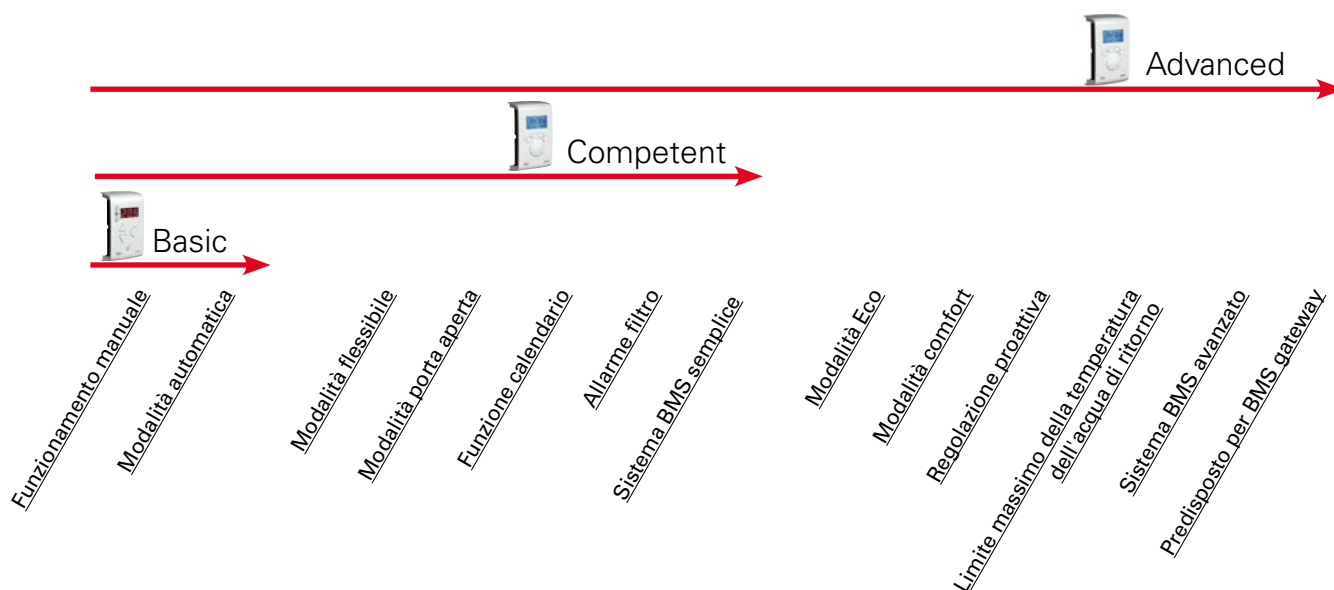 Advanced
Competent
Basic
Funzionamento manuale
Modalità automatica
Modalità flessibile
Modalità porta aperta
Funzione calendario
Allarme filtro
Sistema BMS semplice
Modalità Eco
Modalità comfort
Regolazione proattiva
Limite massimo della temperatura
dell'acqua di ritorno
Sistema BMS avanzato
Predisposto per BMS gateway